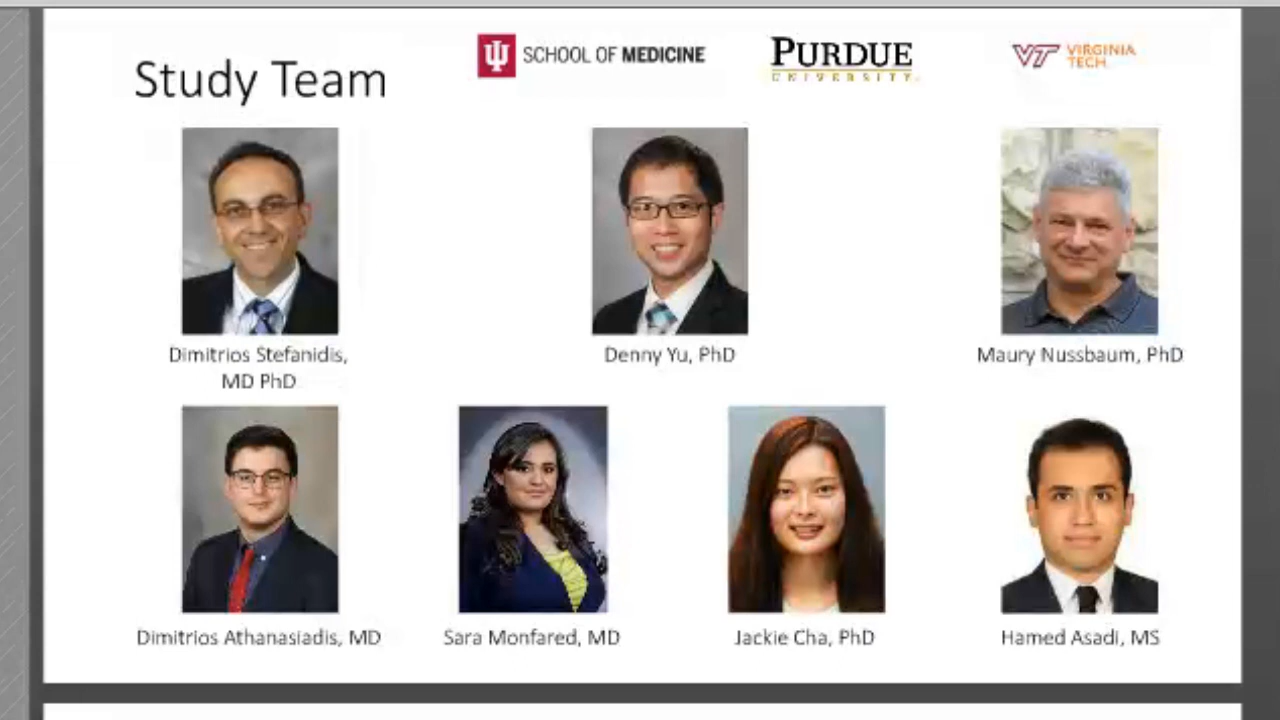 Study Team
SCHOOL OF MEDICINE
PURDUE
UNIVERSITY
VT VIRGINIA
TECH
Dimitrios Stefanidis,
MD PhD
Denny Yu, PhD
Maury Nussbaum, PhD
Dimitrios Athanasiadis, MD
Sara Monfared, MD
Jackie Cha, PhD
Hamed Asadi, MS